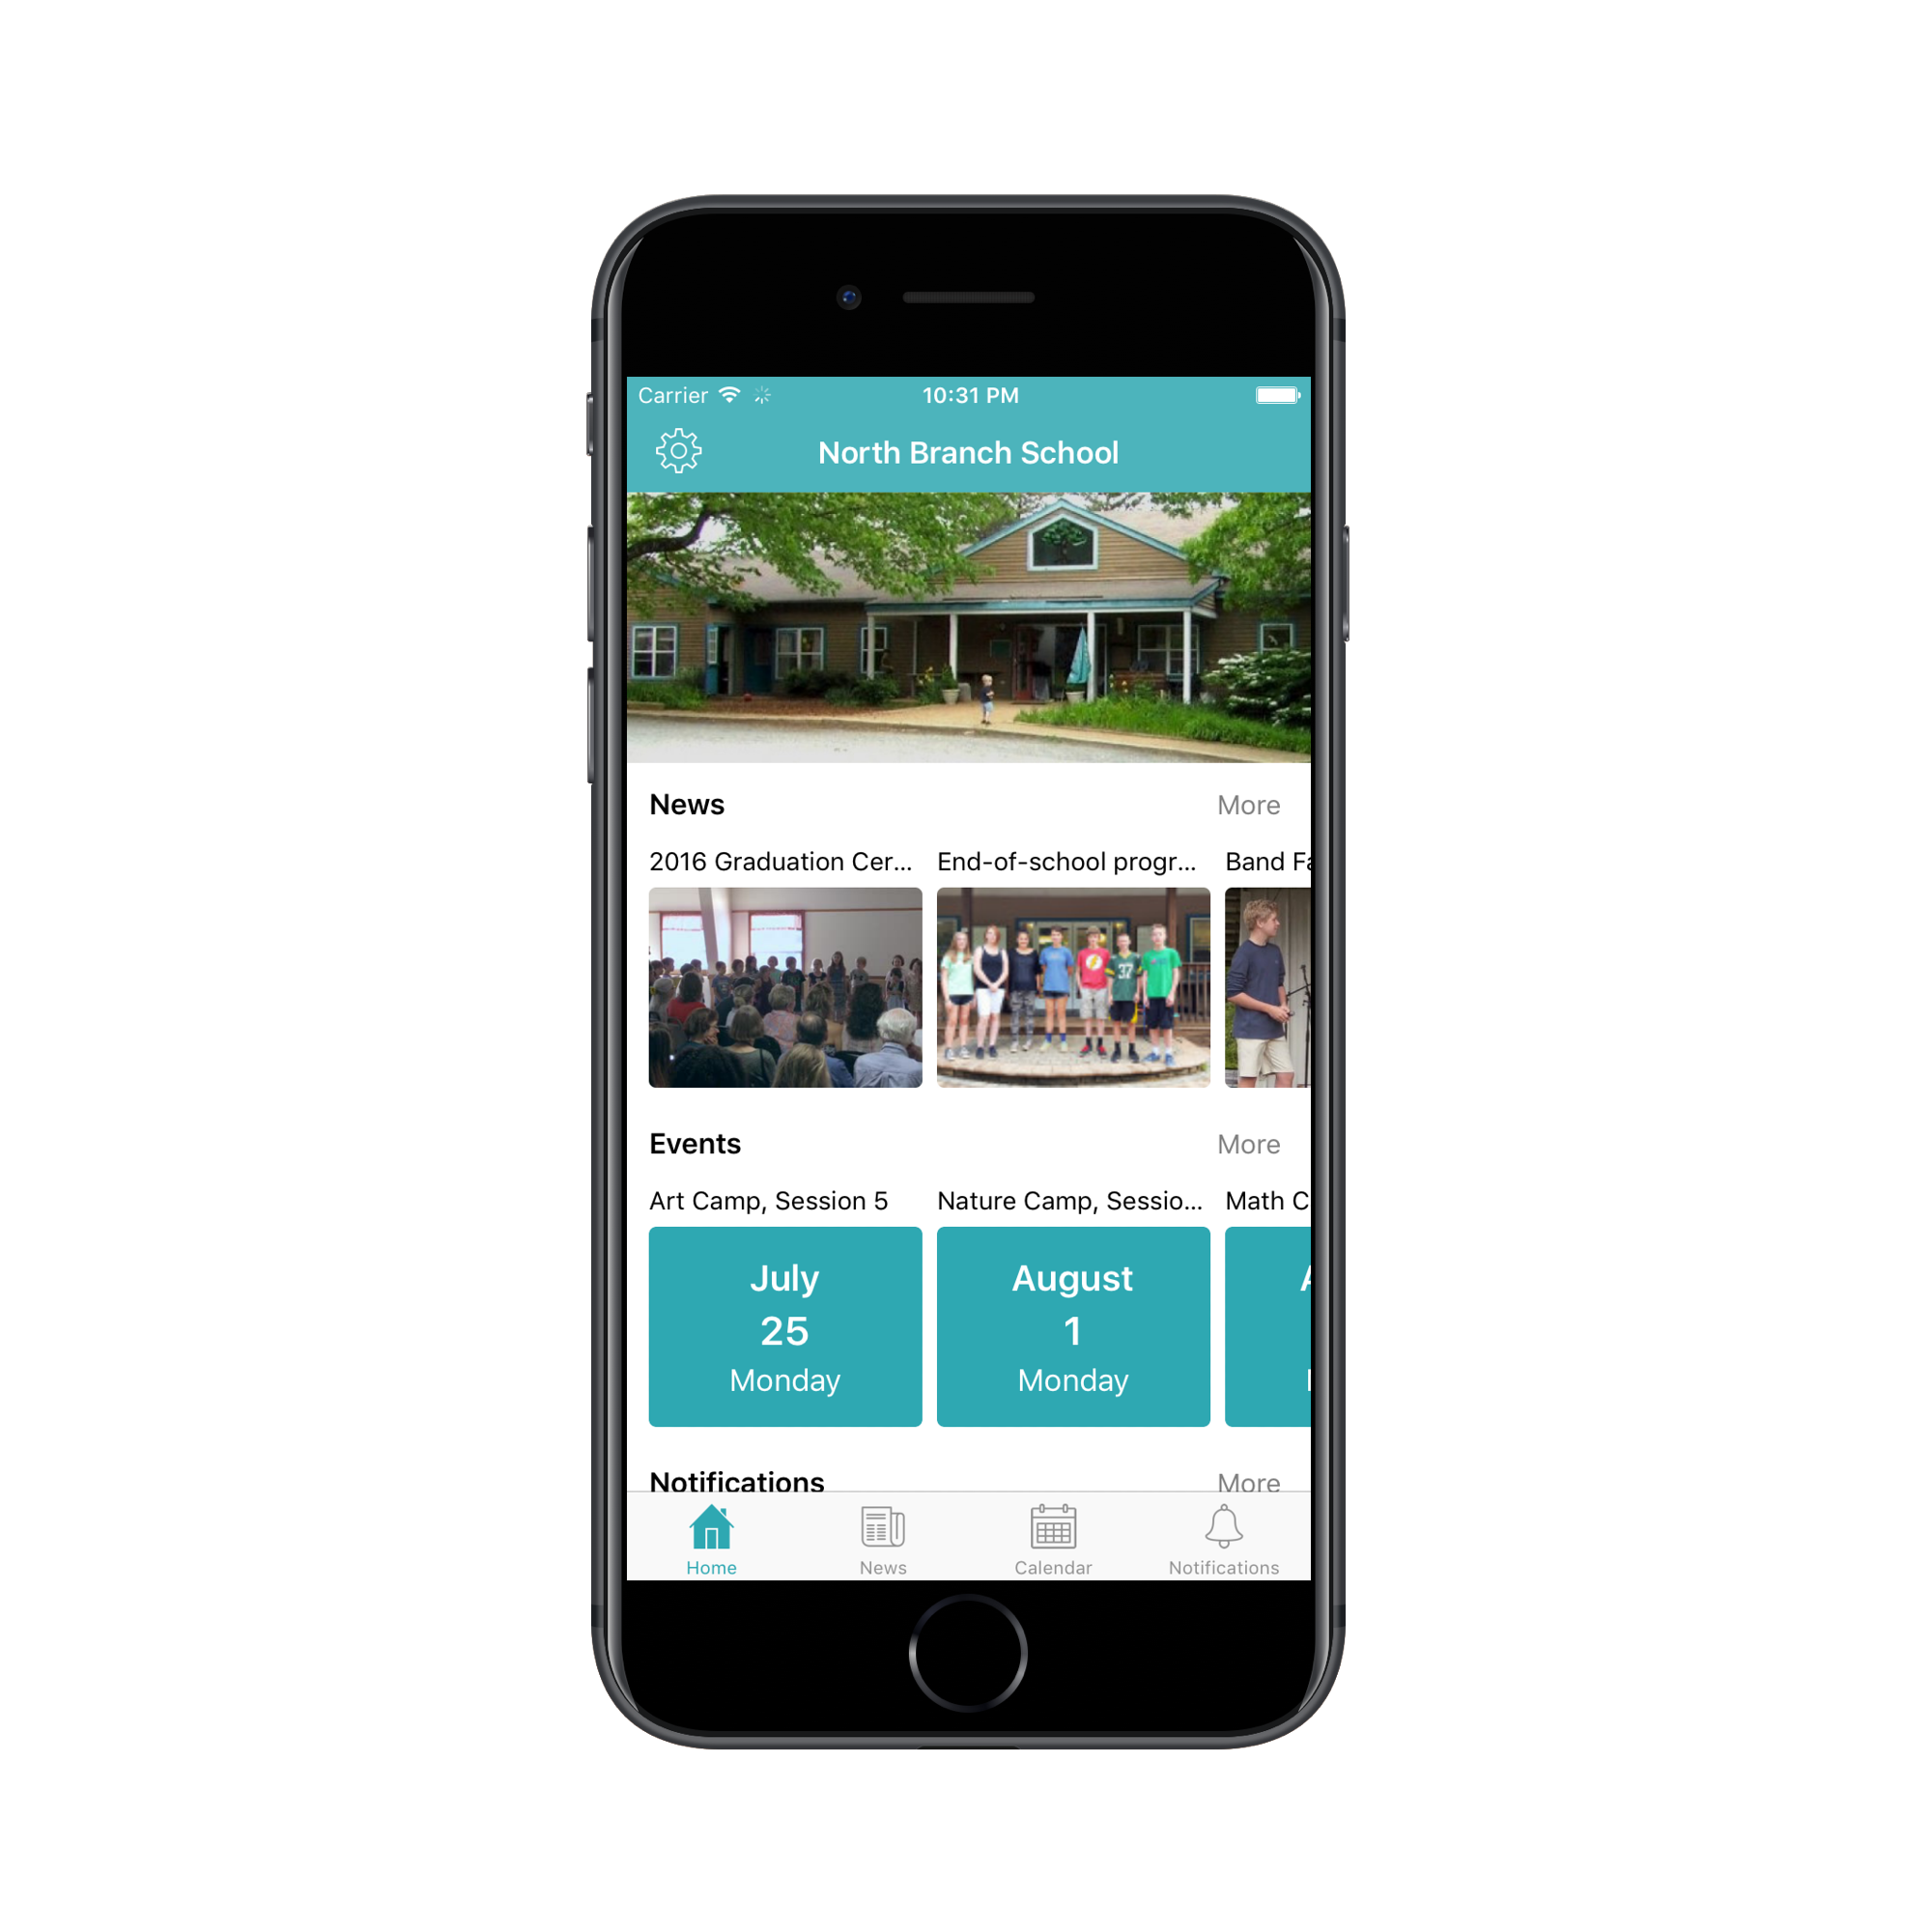 Carrier 10:31 PM
North Branch School
News More
2016 Graduation Cer... End-of-school progr... Band Fa
37
Events More
Art Camp, Session 5 Nature Camp, Sessio... Math C
July August
25 1
Monday Monday
Notifications More
Home News Calendar Notifications